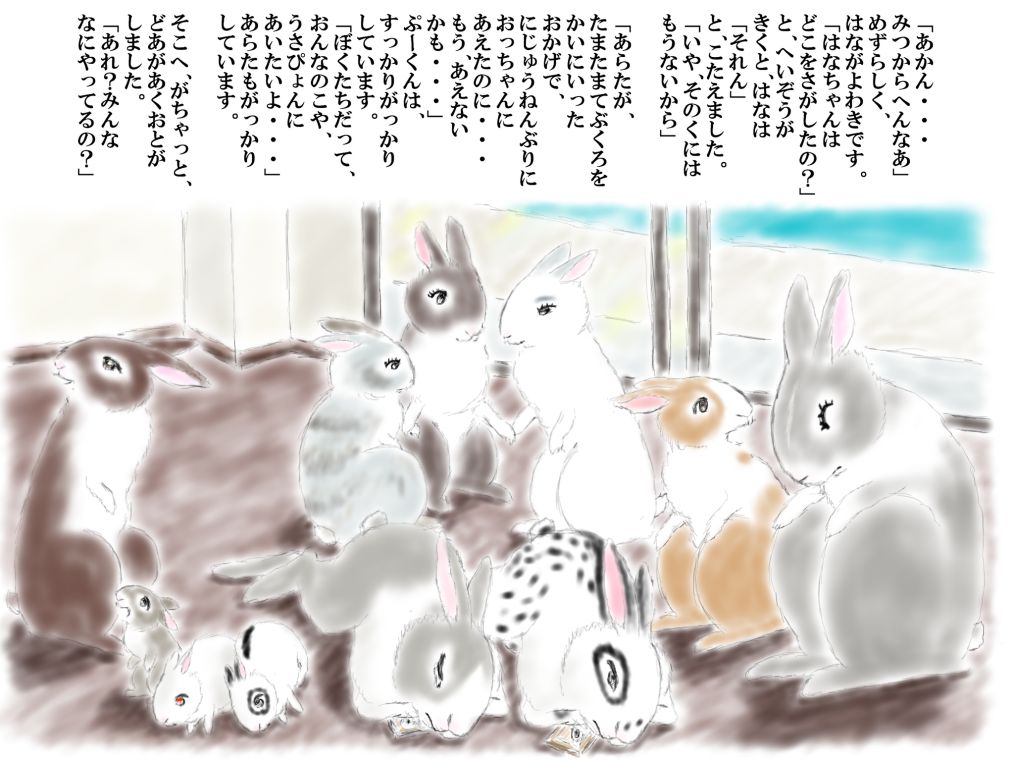 「あかん・・・
みつからへんなあ」
めずらしく、
はながよわきです。
「はなちゃんは
どこをさがしたの？」
と、へいぞうが
きくと、はなは
「それん」
と、こたえました。
「いや、そのくには
もうないから」
「あらたが、
たまたまてぶくろを
かいにいった
おかげで、
にじゅうねんぶりに
おっちゃんに
あえたのに・・・
もう、あえない
かも・・・」
ぷーくんは、
すっかりがっかり
しています。
「ぼくたちだって、
おんなのこや、
うさぴょんに
あいたいよ・・・」
あらたもがっかり
しています。
そこへ、がちゃっと、
どあがあくおとが
しました。
「あれ？みんな
なにやってるの？」